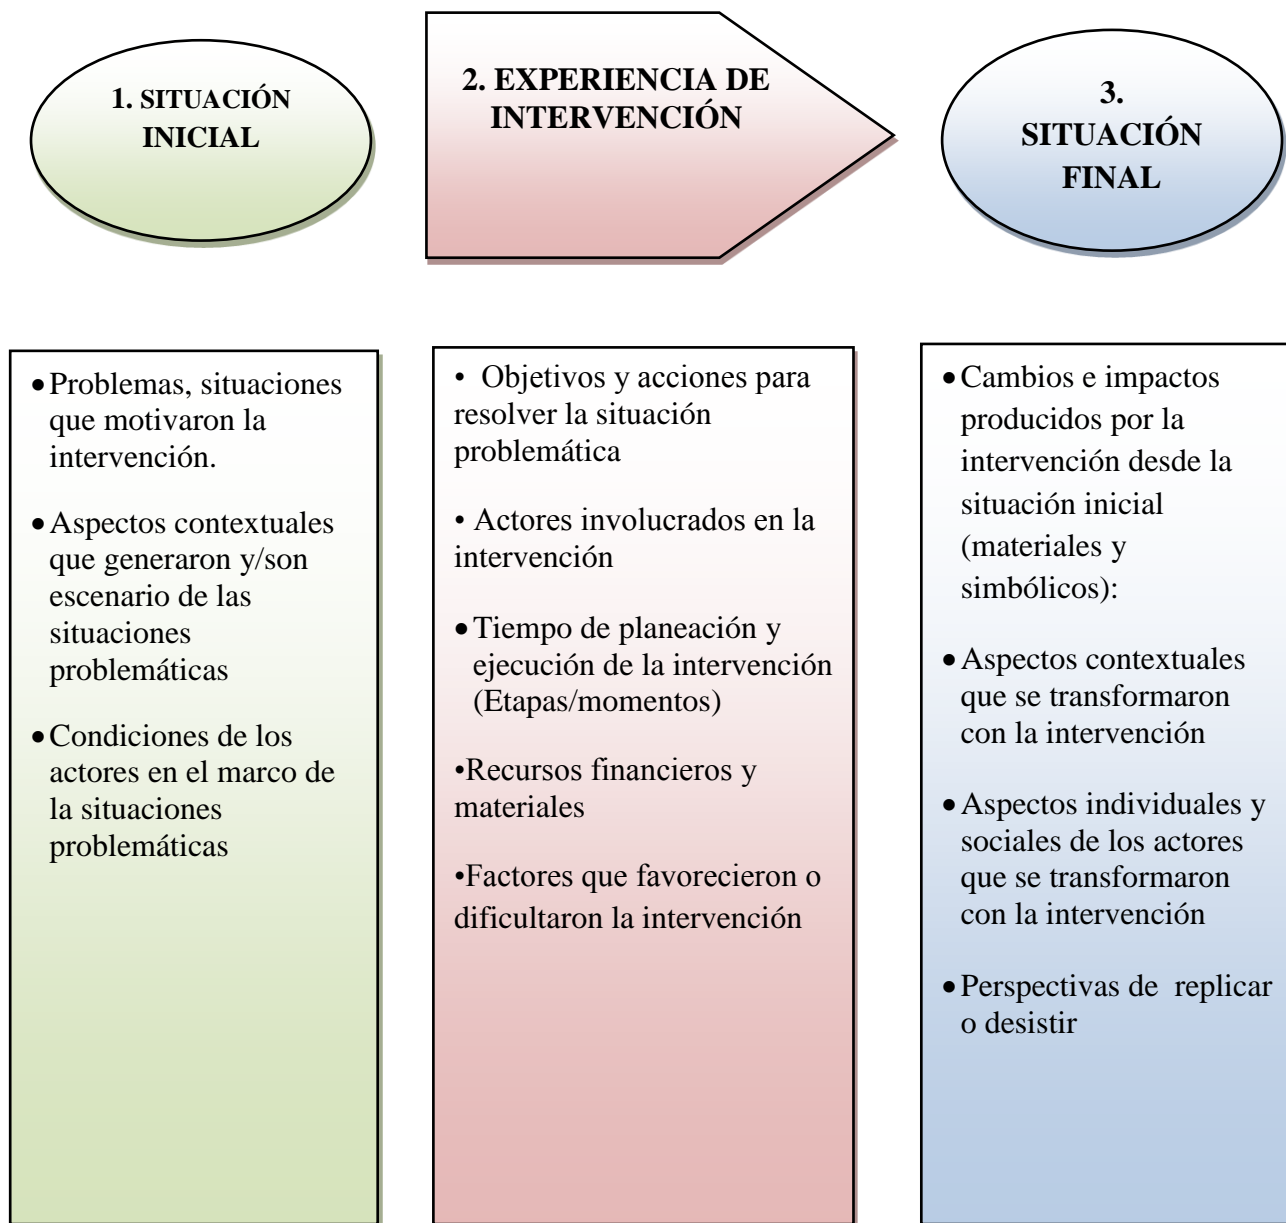 1. SITUACIÓN
INICIAL
2. EXPERIENCIA DE
INTERVENCIÓN
3.
SITUACIÓN
FINAL
•Problemas, situaciones
que motivaron la
intervención.
•Aspectos contextuales
que generaron y/son
escenario de las
situaciones
problemáticas
•Condiciones de los
actores en el marco de
la situaciones
problemáticas
• Objetivos y acciones para
resolver la situación
problemática
• Actores involucrados en la
intervención
•Tiempo de planeación y
ejecución de la intervención
(Etapas/momentos)
•Recursos financieros y
materiales
•Factores que favorecieron o
dificultaron la intervención
•Cambios e impactos
producidos por la
intervención desde la
situación inicial
(materiales y
simbólicos):
•Aspectos contextuales
que se transformaron
con la intervención
•Aspectos individuales y
sociales de los actores
que se transformaron
con la intervención
•Perspectivas de replicar
o desistir